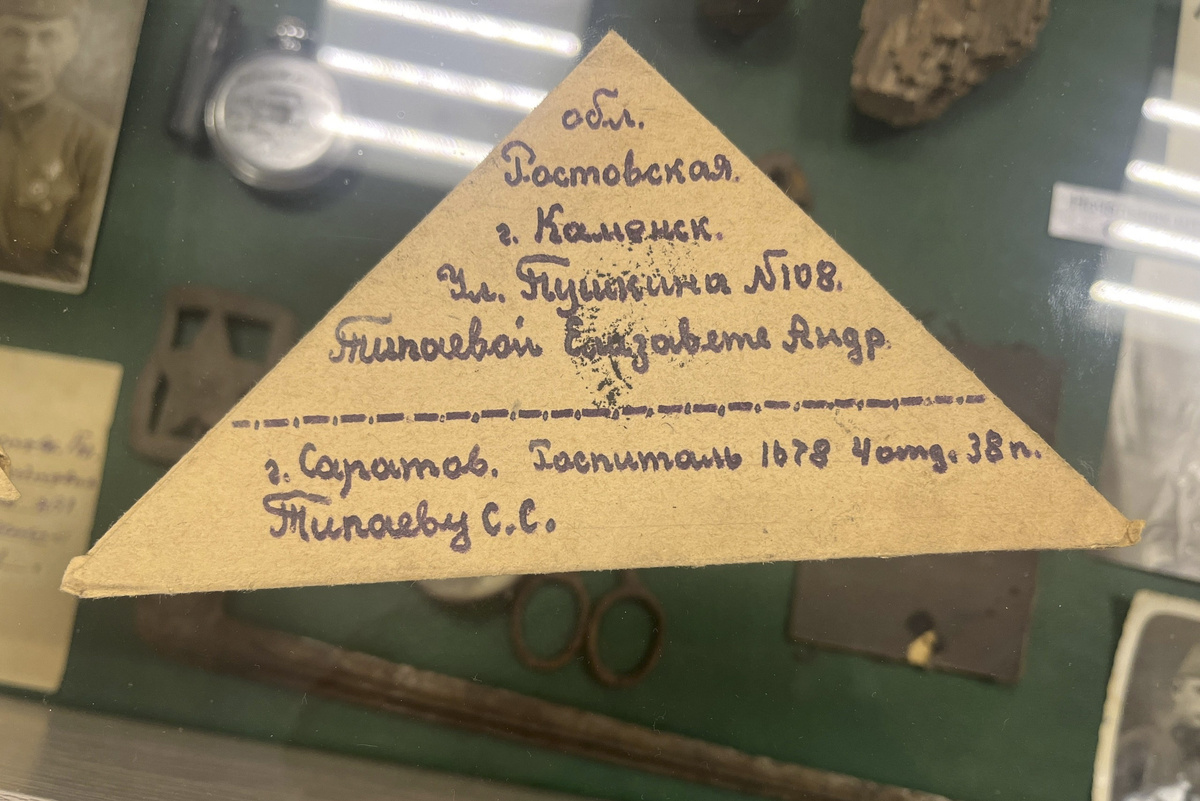 обл.
Ростовская.
г. Каменск.
Ул. Пушкина №108.
Типаевой Елизавете Андр.
г. Саратов. Госпиталь 1678 4 отд. 38 п.
Типаеву С.С.